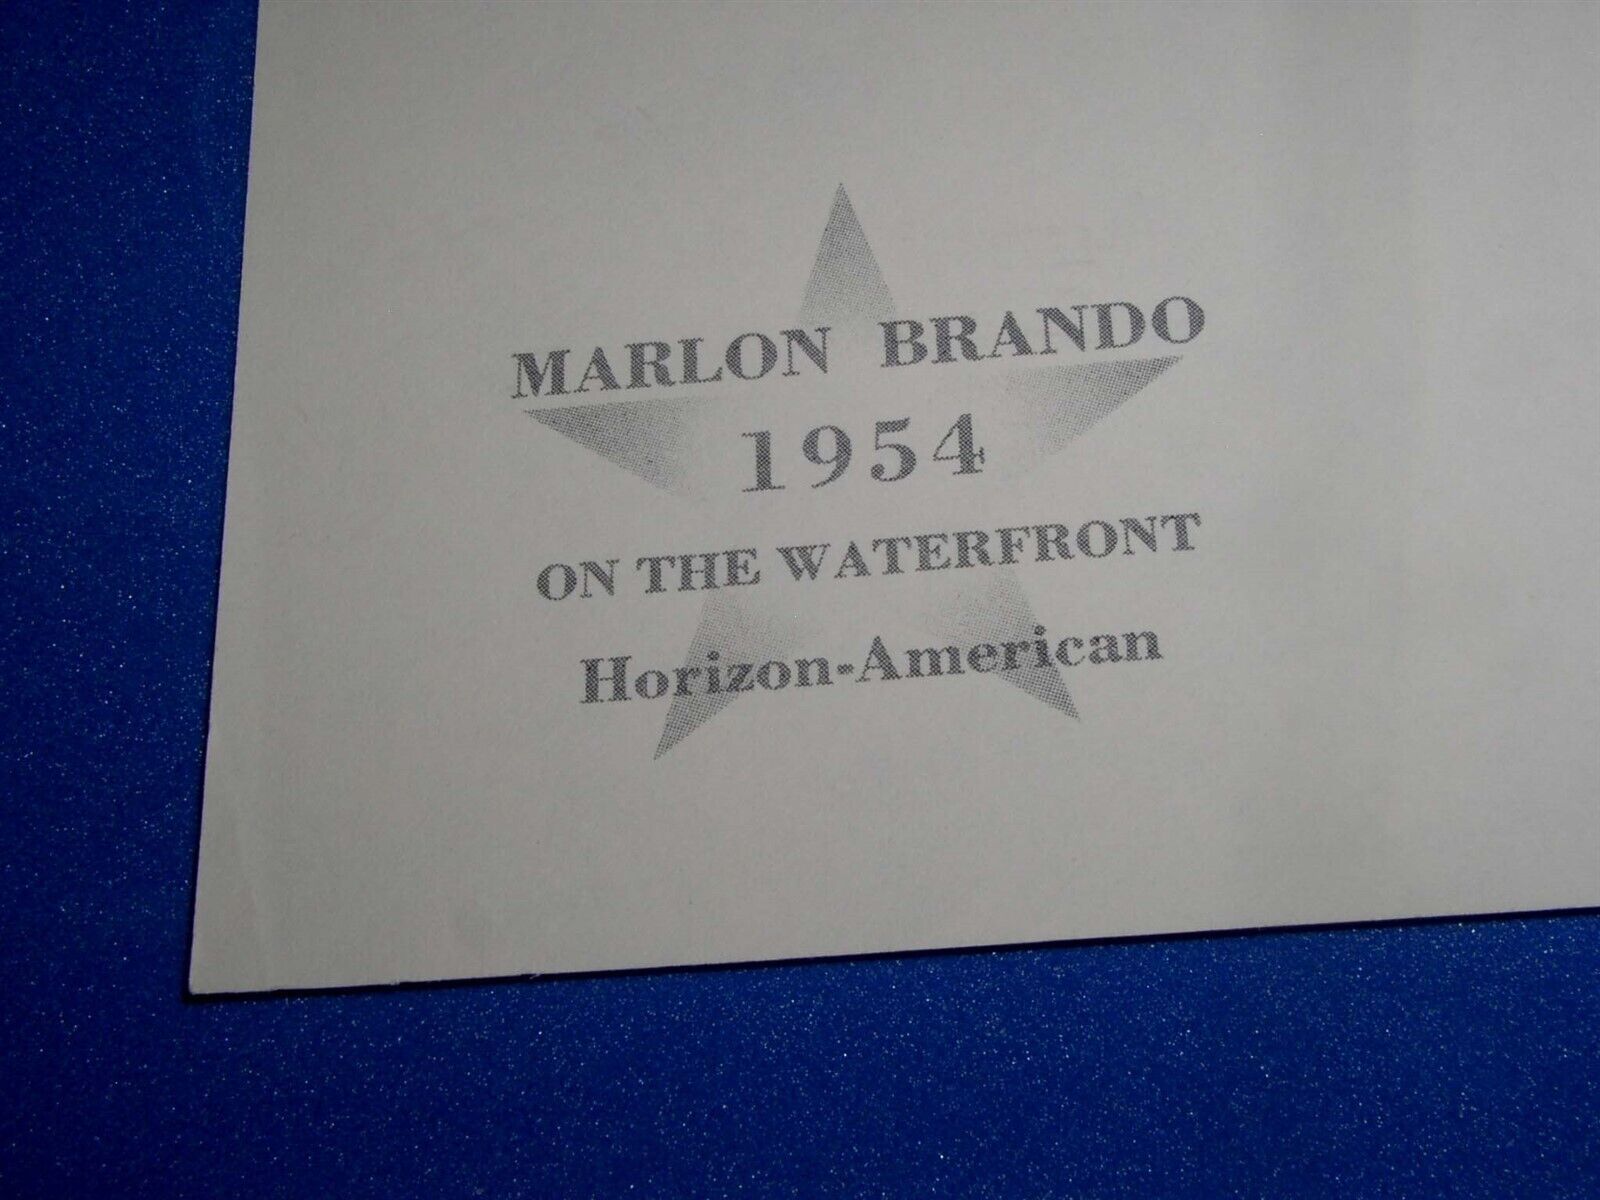 MARLON BRANDO
1954
ON THE WATERFRONT
Horizon-American